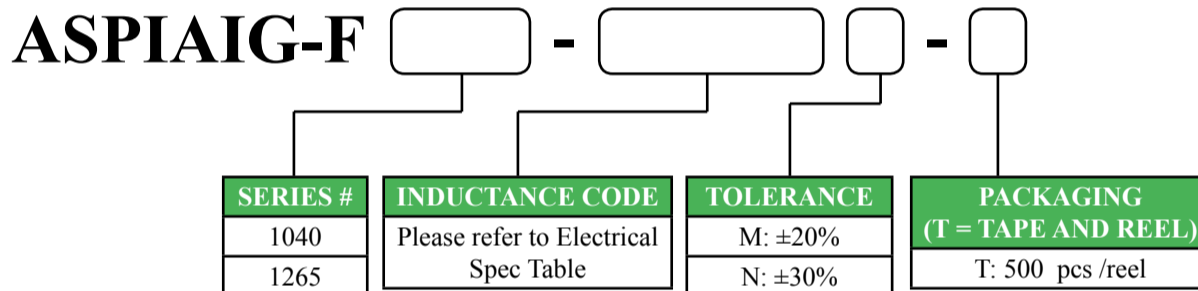 ASPIAIG-F - -
SERIES #
1040
1265
INDUCTANCE CODE
Please refer to Electrical
Spec Table
TOLERANCE
M: ±20%
N: ±30%
PACKAGING
(T = TAPE AND REEL)
T: 500 pcs /reel